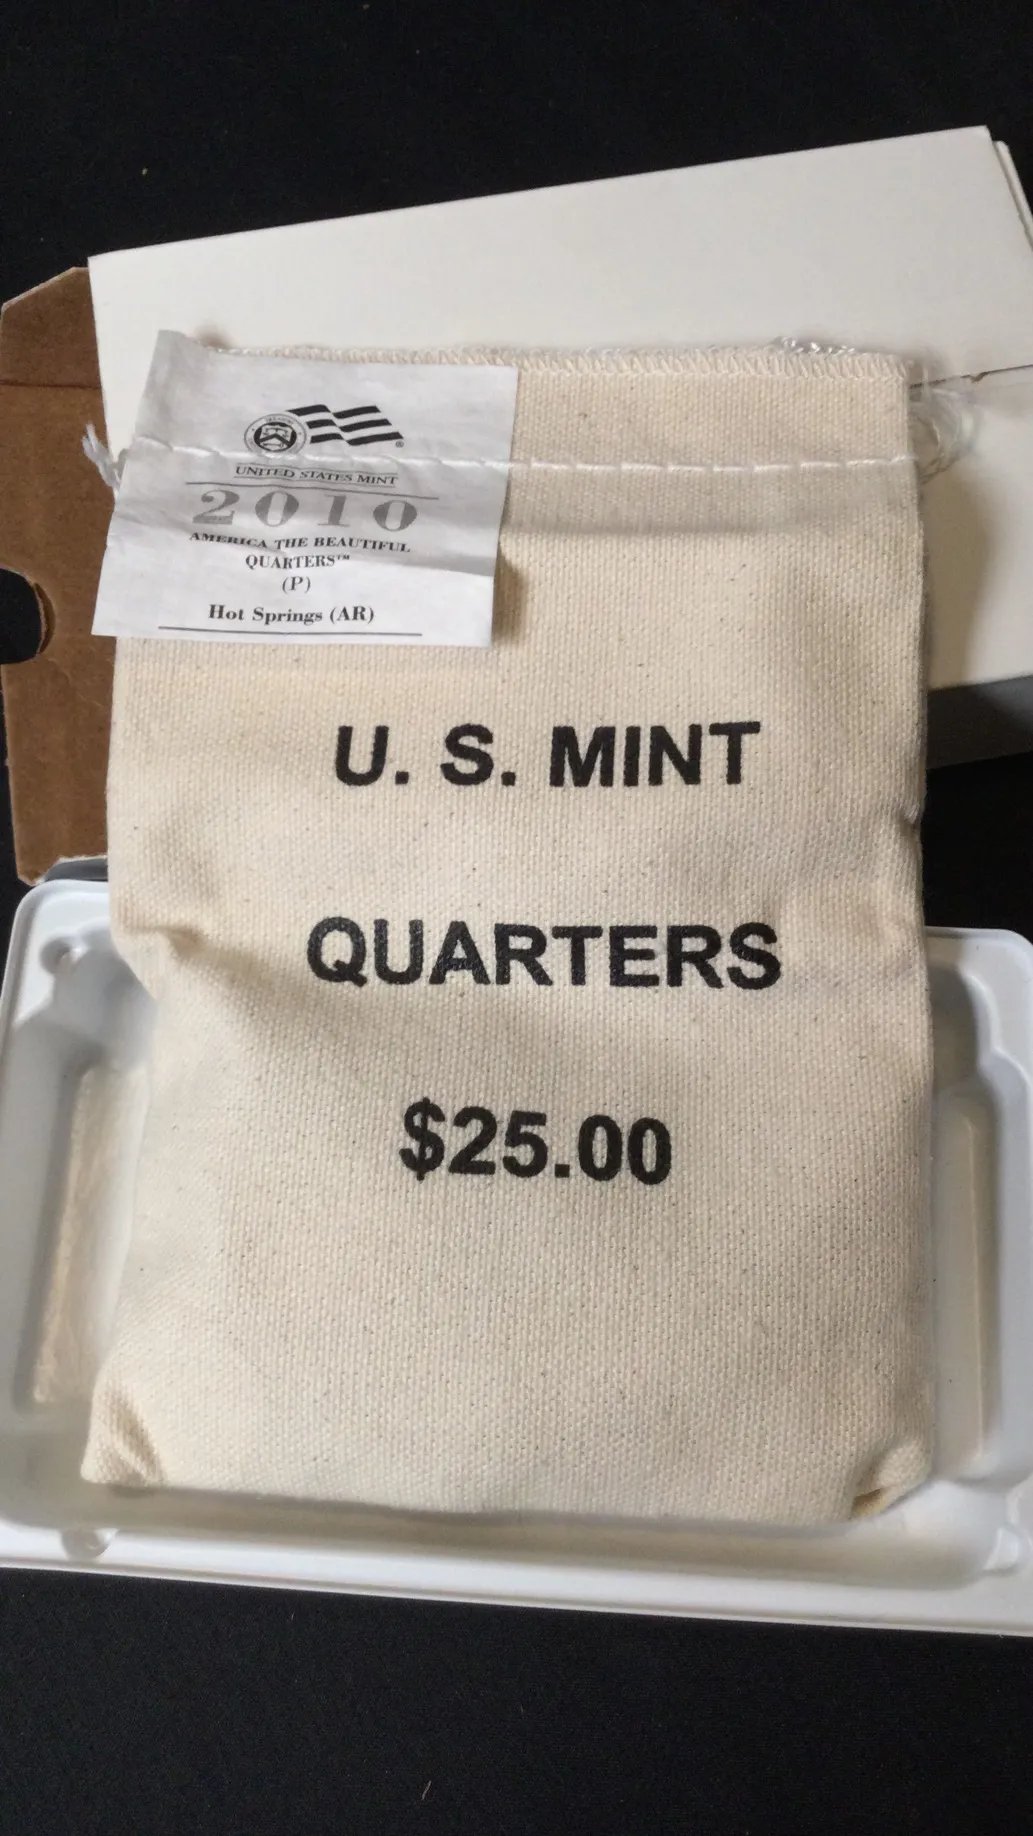 UNITED STATES MINT
2010
AMERICA THE BEAUTIFUL
QUARTERS™
(P)
Hot Springs (AR)
U. S. MINT
QUARTERS
$25.00